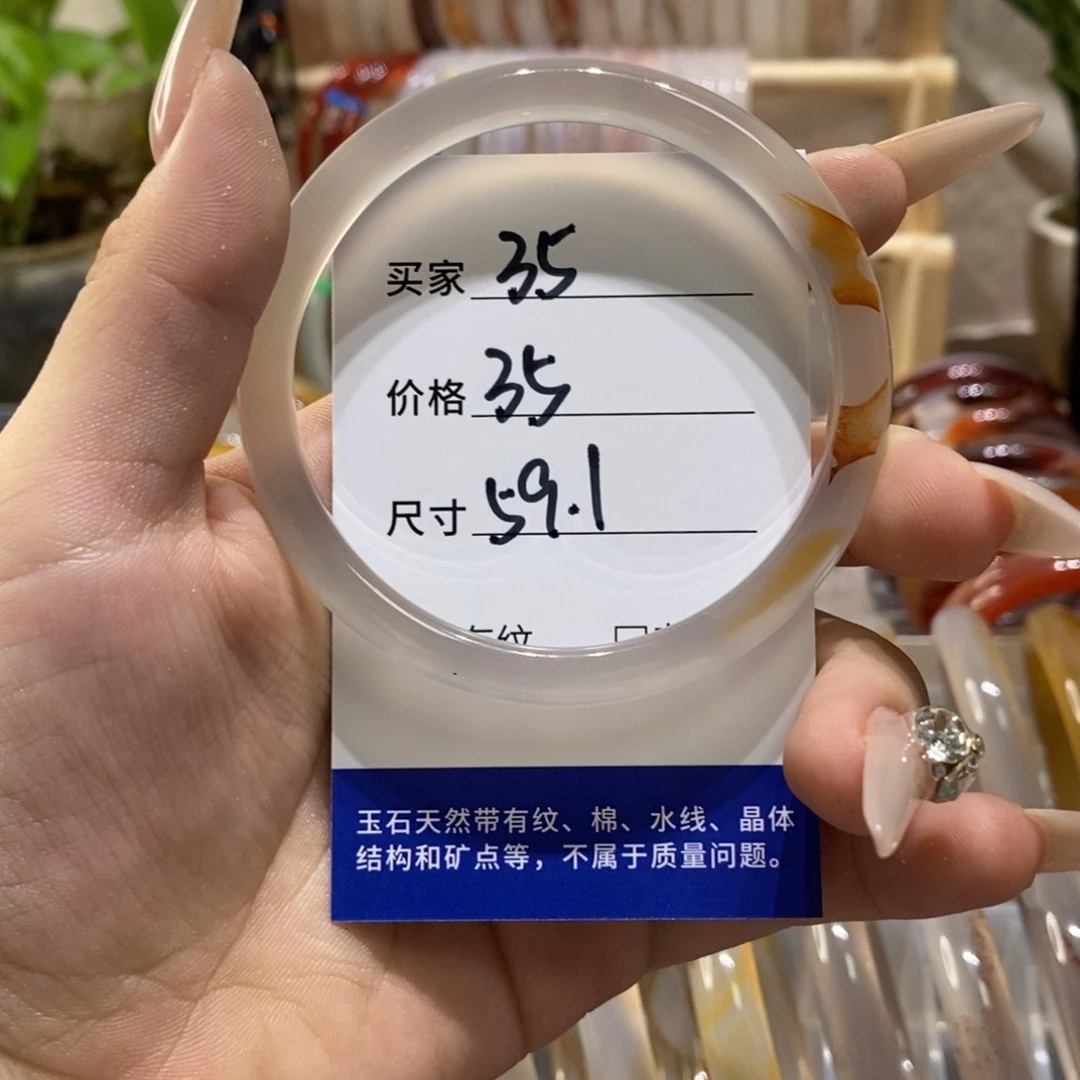 买家 35
价格 35
尺寸 59.1
玉石天然带有纹、棉、水线、晶体
结构和矿点等，不属于质量问题。